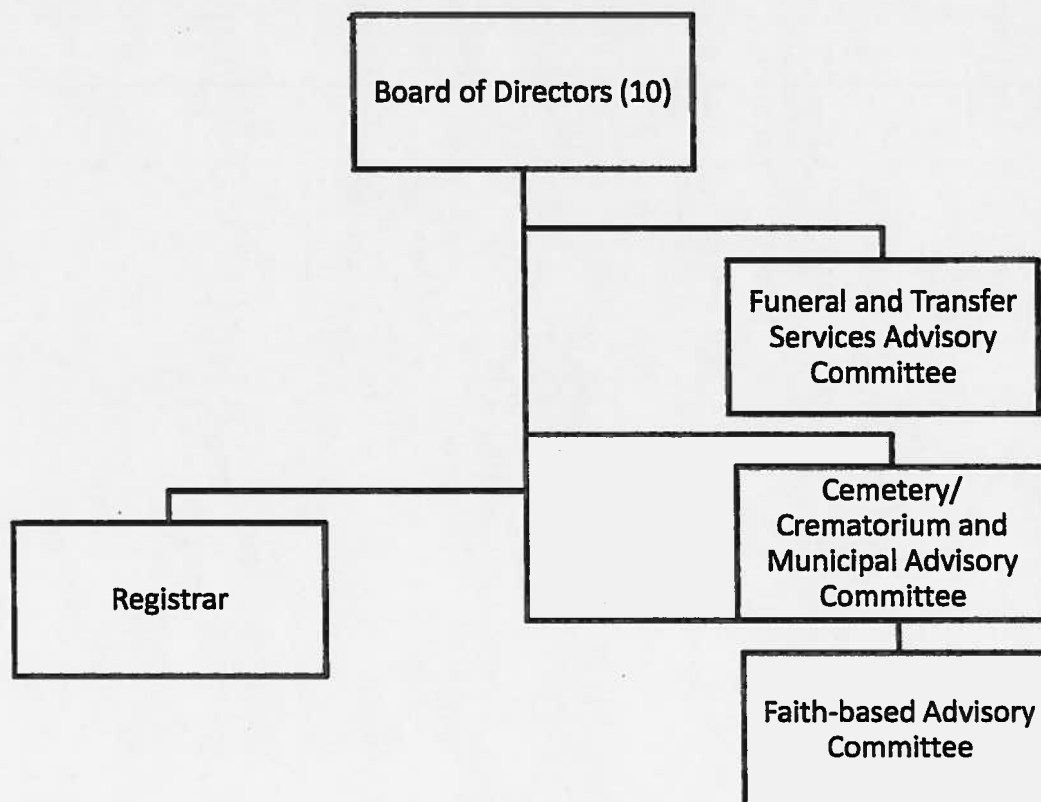 Board of Directors (10)
Funeral and Transfer
Services Advisory
Committee
Cemetery/
Crematorium and
Municipal Advisory
Committee
Registrar
Faith-based Advisory
Committee